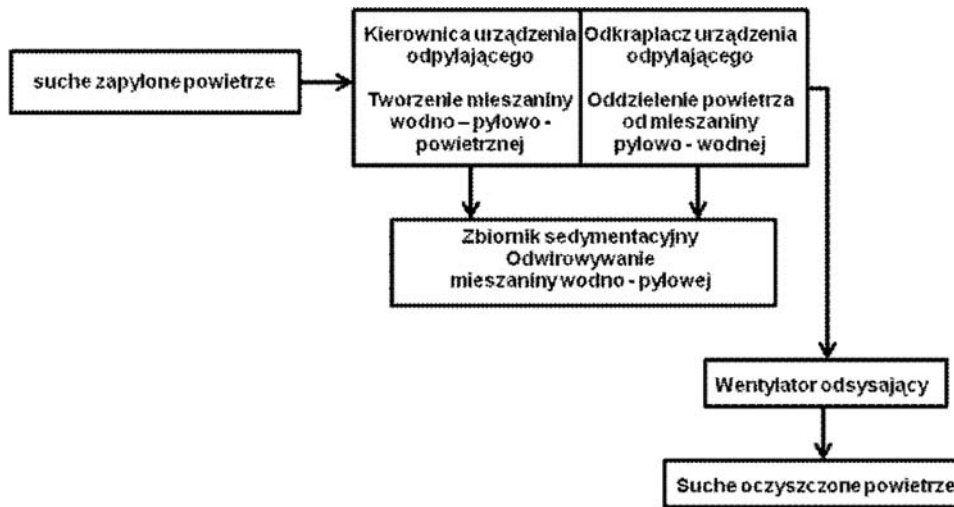 suche zapylone powietrze
Kierownica urządzenia
odpylającego
Tworzenie mieszaniny
wodno – pyłowo -
powietrznej
Odkraplacz urządzenia
odpylającego
Oddzielenie powietrza
od mieszaniny
pyłowo - wodnej
Zbiornik sedymentacyjny
Odwirowywanie
mieszaniny wodno - pyłowej
Wentylator odsysający
Suche oczyszczone powietrze